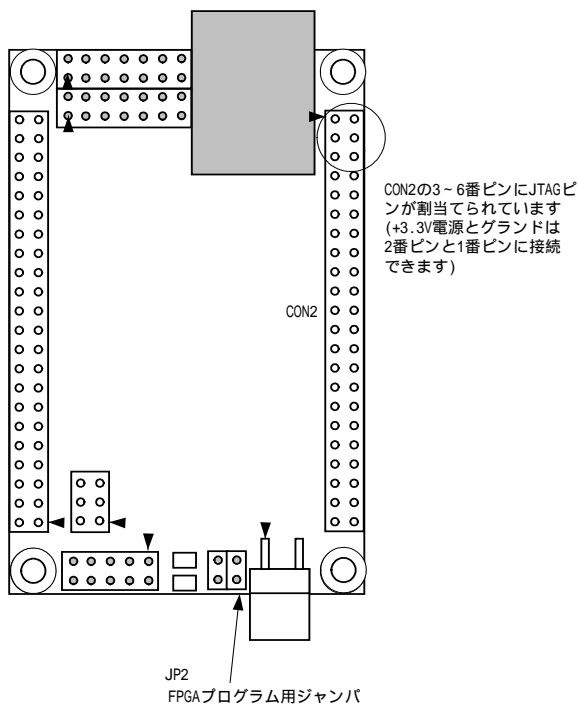 CON2の3~6番ピンにJTAGピ
ンが割当てられています
(+3.3V電源とグランドは
2番ピンと1番ピンに接続
できます)
CON2
JP2
FPGAプログラム用ジャンパ